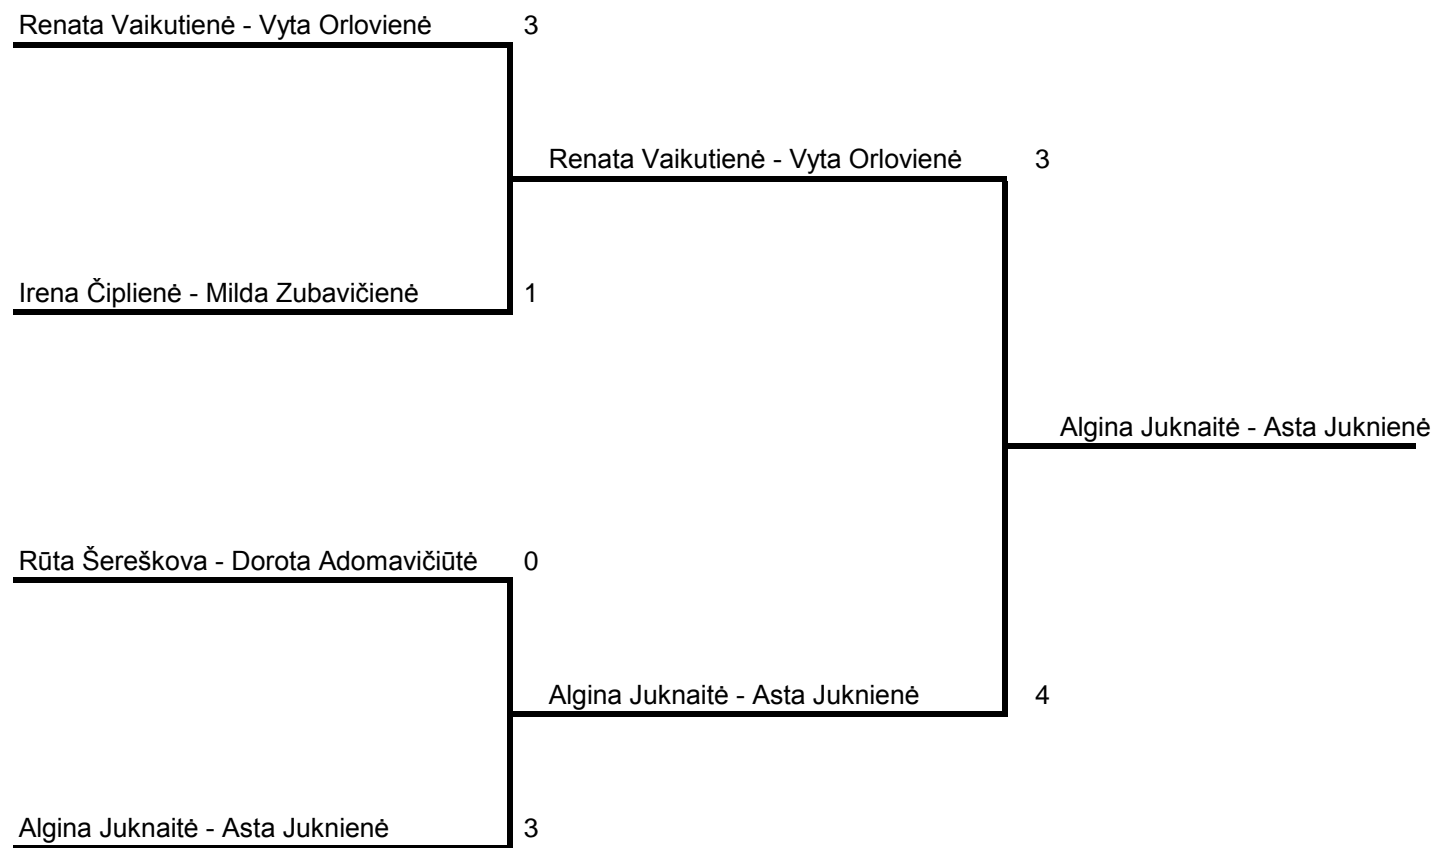 Renata Vaikutienė - Vyta Orlovienė 3
Renata Vaikutienė - Vyta Orlovienė 3
Irena Čiplienė - Milda Zubavičienė 1
Algina Juknaitė - Asta Juknienė
Rūta Šereškova - Dorota Adomavičiūtė 0
Algina Juknaitė - Asta Juknienė 4
Algina Juknaitė - Asta Juknienė 3